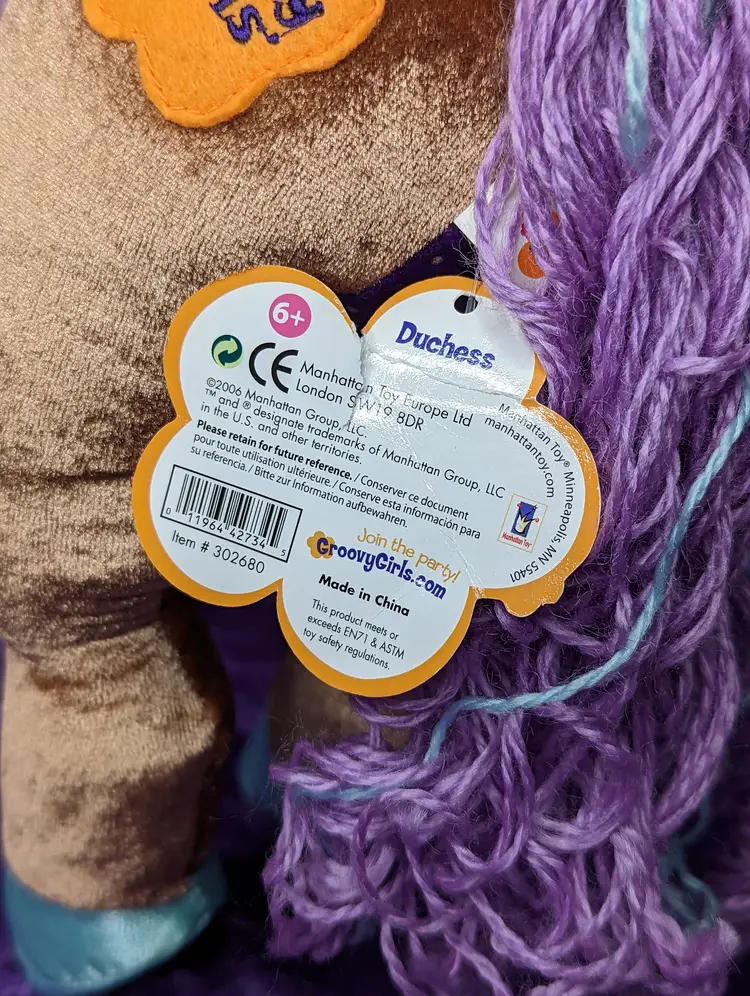 6+
Duchess
CE
Manhattan Toy Europe Ltd
London SW19 8DR
©2006 Manhattan Group, LLC.
™ and ® designate trademarks of Manhattan Group, LLC
in the U.S. and other territories.
Please retain for future reference. / Conserver ce document
pour toute utilisation ultérieure. / Conserve esta información para
su referencia. / Bitte zur Information aufbewahren.
0 11964 42734 5
Item # 302680
Manhattan Toy® Minneapolis, MN 55401
manhattantoy.com
Manhattan Toy®
Join the party!
GroovyGirls.com
Made in China
This product meets or
exceeds EN71 & ASTM
toy safety regulations.